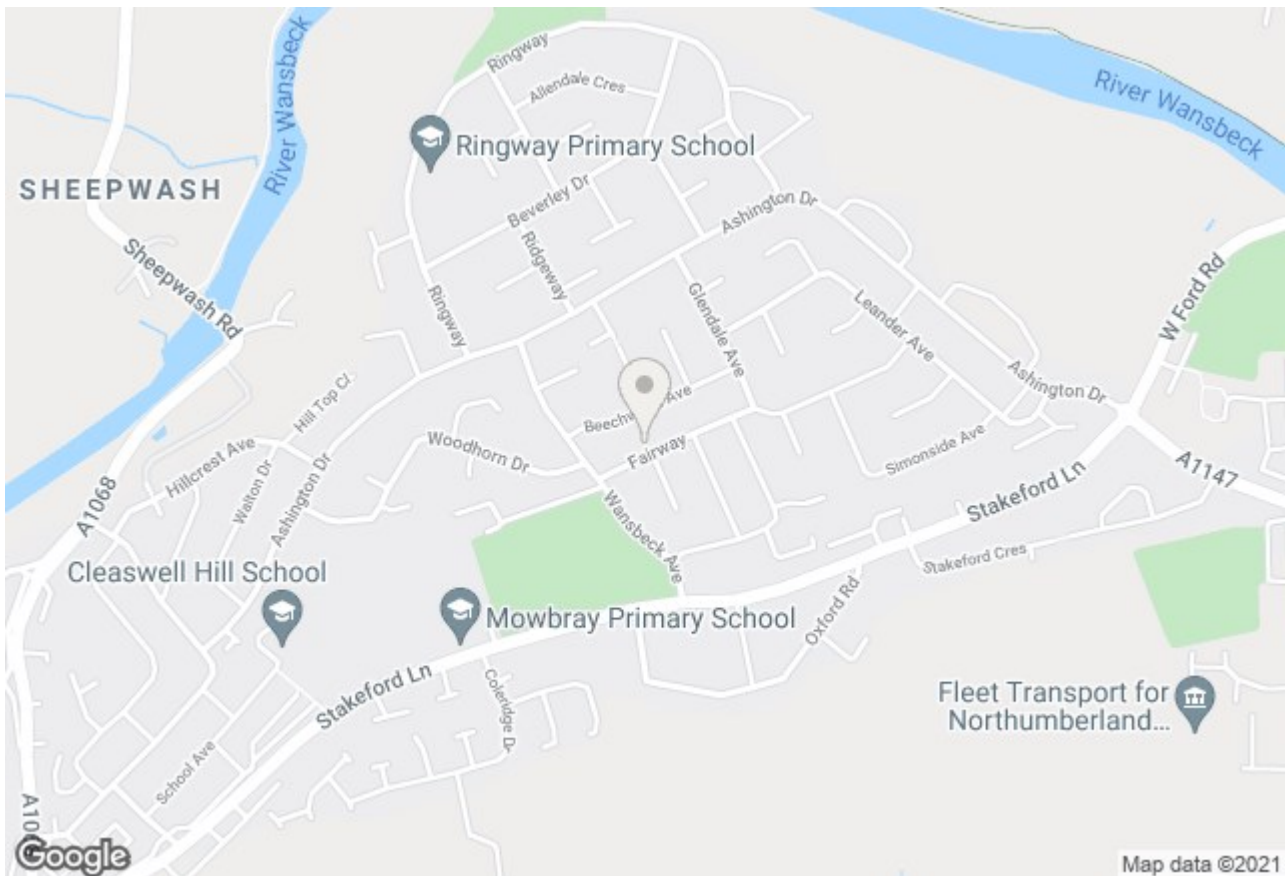 River Wansbeck
Ringway
Allendale Cres
River Wansbeck
Ringway Primary School
SHEEPWASH
Beverley Dr
Ashington Dr
Sheepwash Rd
Ridgeway
Ringway
Glendale Ave
Leander Ave
W Ford Rd
Hill Top Cl.
Ashington Dr
Ave
Woodhorn Dr
Fairway
Hillcrest Ave
Walton Dr
Ashington Dr
Simonside Ave
A1147
A1068
Stakeford Ln
Wansbeck Ave
Stakeford Cres
Cleaswell Hill School
Mowbray Primary School
Oxford Rd
Stakeford Ln
Coleridge Dr
Fleet Transport for
Northumberland...
School Ave
Google
Map data ©2021